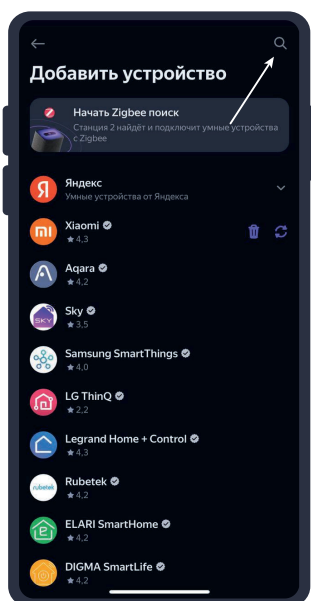 Добавить устройство
Начать Zigbee поиск
Станция 2 найдёт и подключит умные устройства
с Zigbee
Я
Яндекс
Умные устройства от Яндекса
Xiaomi
4,3
Aqara
4,2
SKY
Sky
3,5
Samsung SmartThings
4,0
LG ThinQ
2,2
Legrand Home + Control
4,3
rubetek
Rubetek
4,2
ELARI SmartHome
4,2
DIGMA SmartLife
4,2